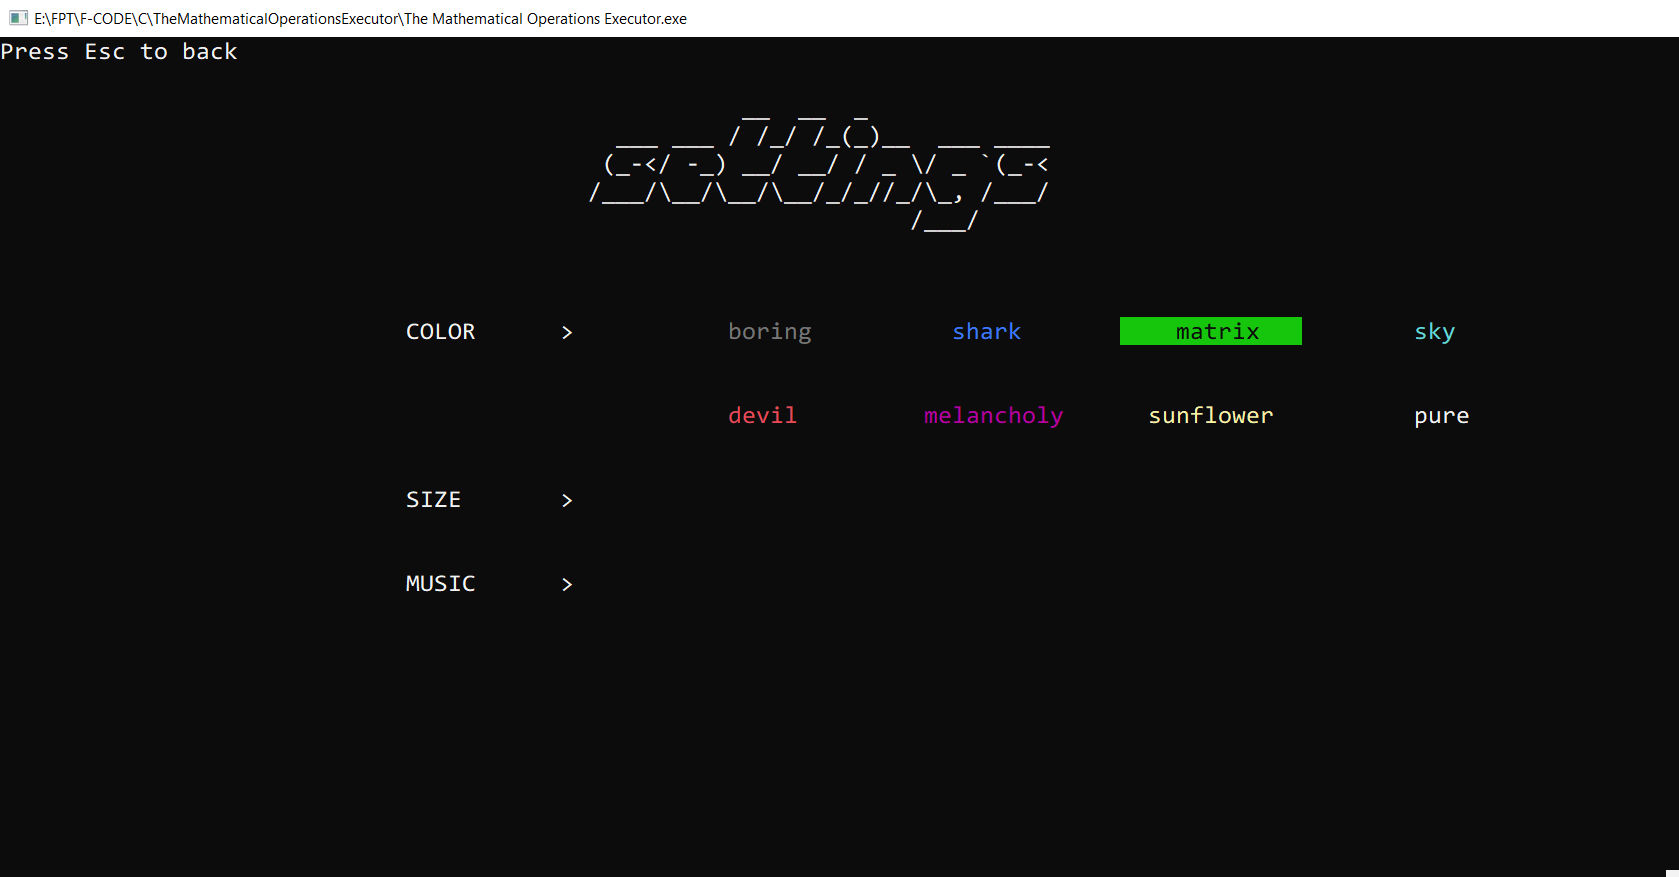 E:\FPT\F-CODE\C\TheMathematicalOperationsExecutor\The Mathematical Operations Executor.exe
Press Esc to back
settings
COLOR > boring shark matrix sky
devil melancholy sunflower pure
SIZE >
MUSIC >